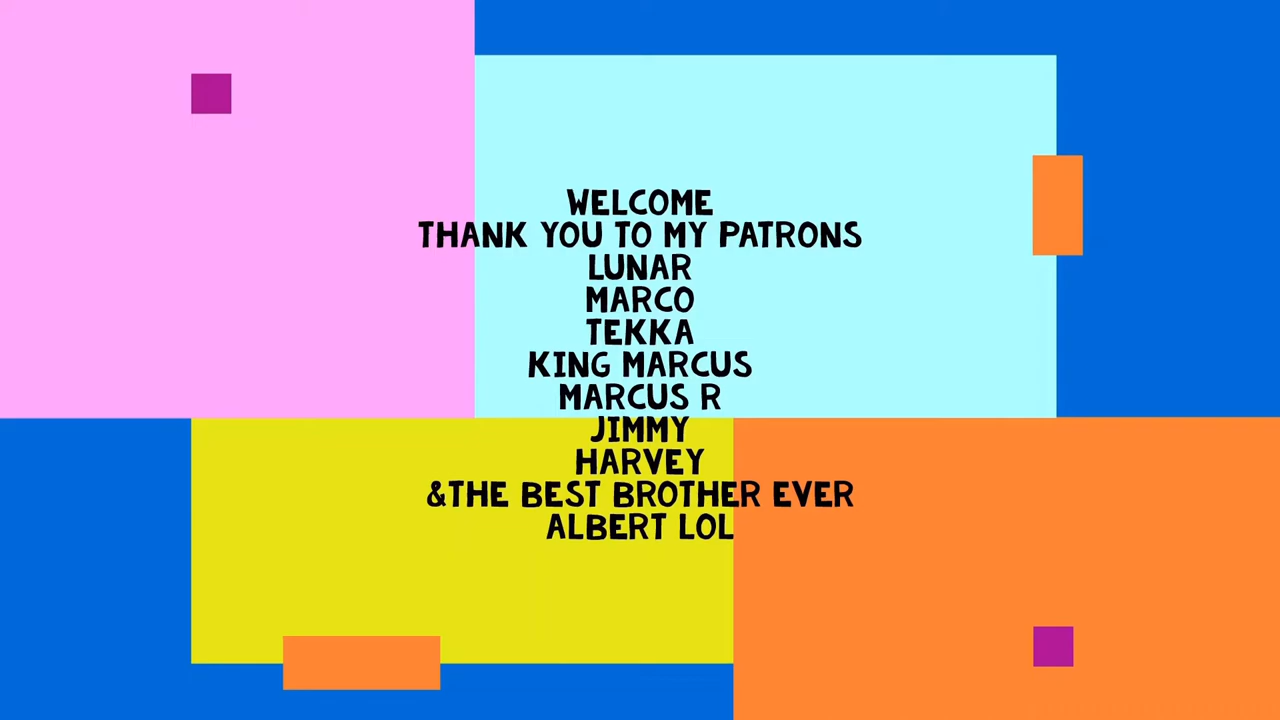 WELCOME
THANK YOU TO MY PATRONS
LUNAR
MARCO
TEKKA
KING MARCUS
MARCUS R
JIMMY
HARVEY
&THE BEST BROTHER EVER
ALBERT LOL